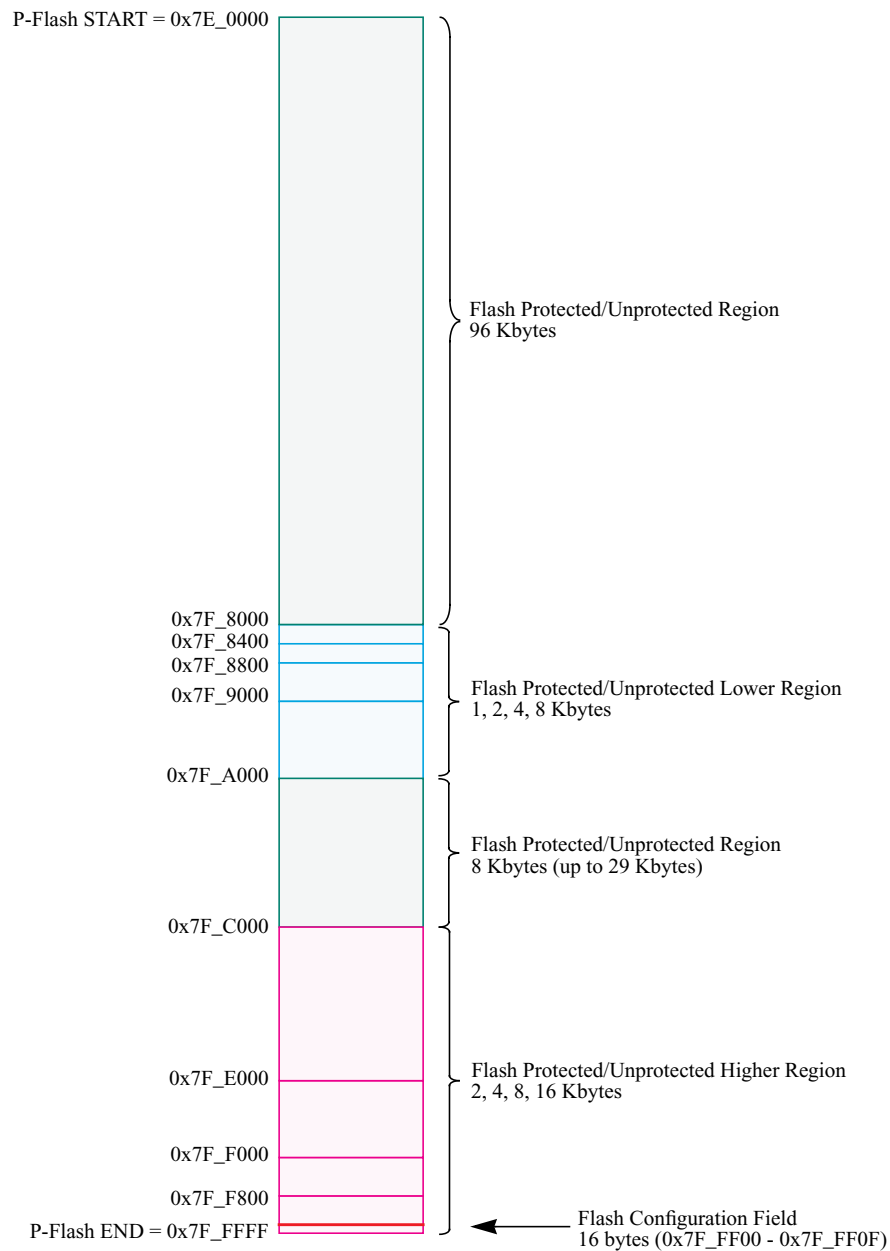 P-Flash START = 0x7E_0000
Flash Protected/Unprotected Region
96 Kbytes
0x7F_8000
0x7F_8400
0x7F_8800
0x7F_9000
Flash Protected/Unprotected Lower Region
1, 2, 4, 8 Kbytes
0x7F_A000
Flash Protected/Unprotected Region
8 Kbytes (up to 29 Kbytes)
0x7F_C000
Flash Protected/Unprotected Higher Region
2, 4, 8, 16 Kbytes
0x7F_E000
0x7F_F000
0x7F_F800
P-Flash END = 0x7F_FFFF
Flash Configuration Field
16 bytes (0x7F_FF00 - 0x7F_FF0F)